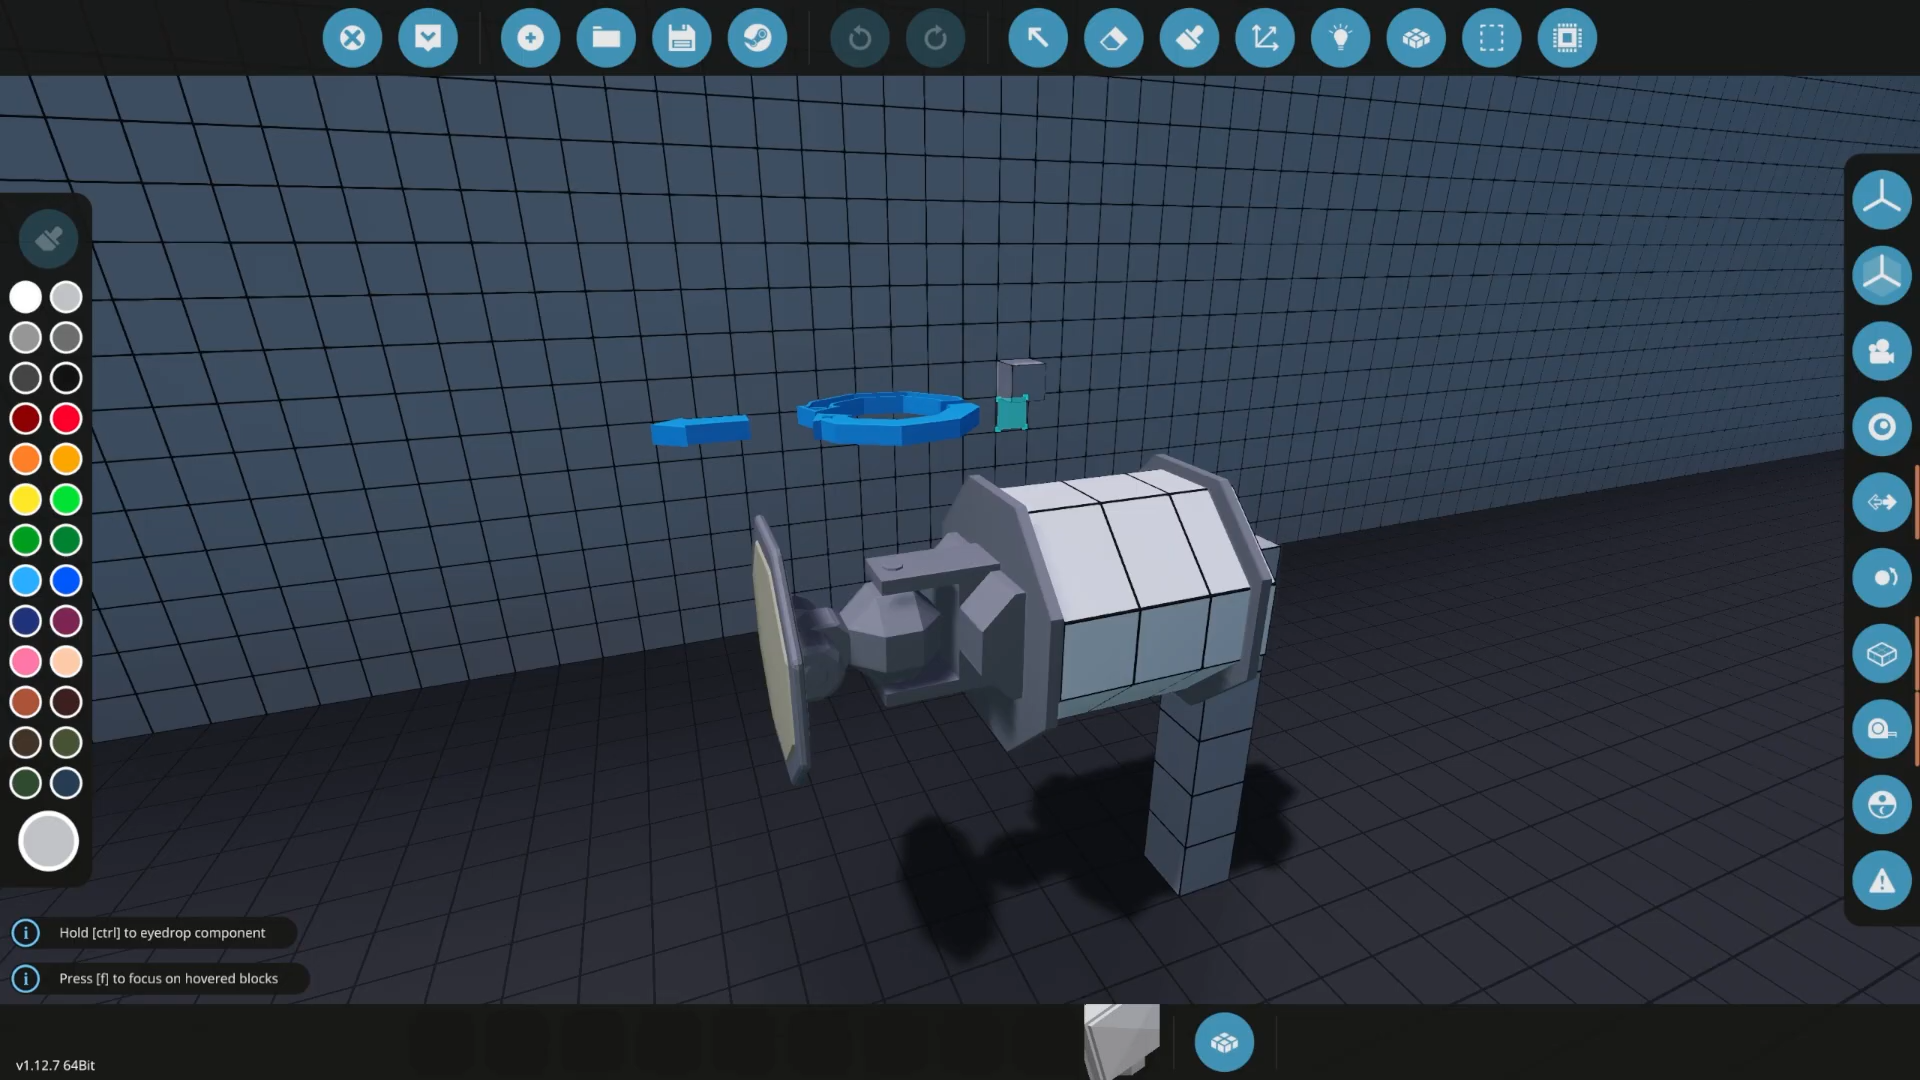 Hold [ctrl] to eyedrop component
Press [f] to focus on hovered blocks
v1.12.7 64Bit